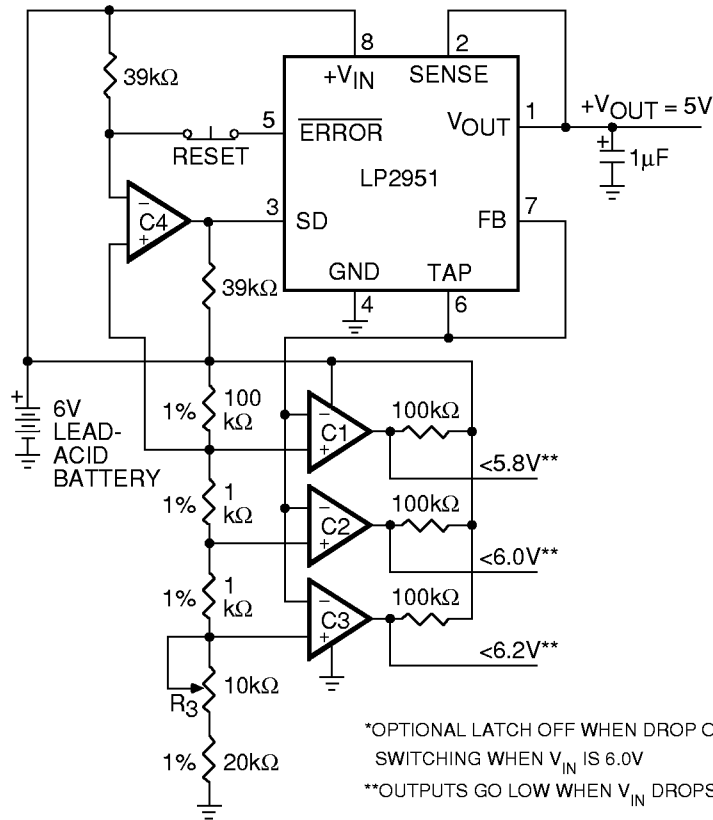 8
2
39kΩ
+VIN
SENSE
5
ERROR
VOUT
1
+VOUT = 5V
RESET
+
1µF
LP2951
–
C4
+
3
SD
FB
7
39kΩ
GND
TAP
4
6
+
6V
LEAD-
ACID
BATTERY
1%
100
kΩ
–
C1
+
100kΩ
<5.8V**
1%
1
kΩ
–
C2
+
100kΩ
<6.0V**
1%
1
kΩ
–
C3
+
100kΩ
<6.2V**
R3
10kΩ
1%
20kΩ
*OPTIONAL LATCH OFF WHEN DROP
SWITCHING WHEN VIN IS 6.0V
**OUTPUTS GO LOW WHEN VIN DROPS